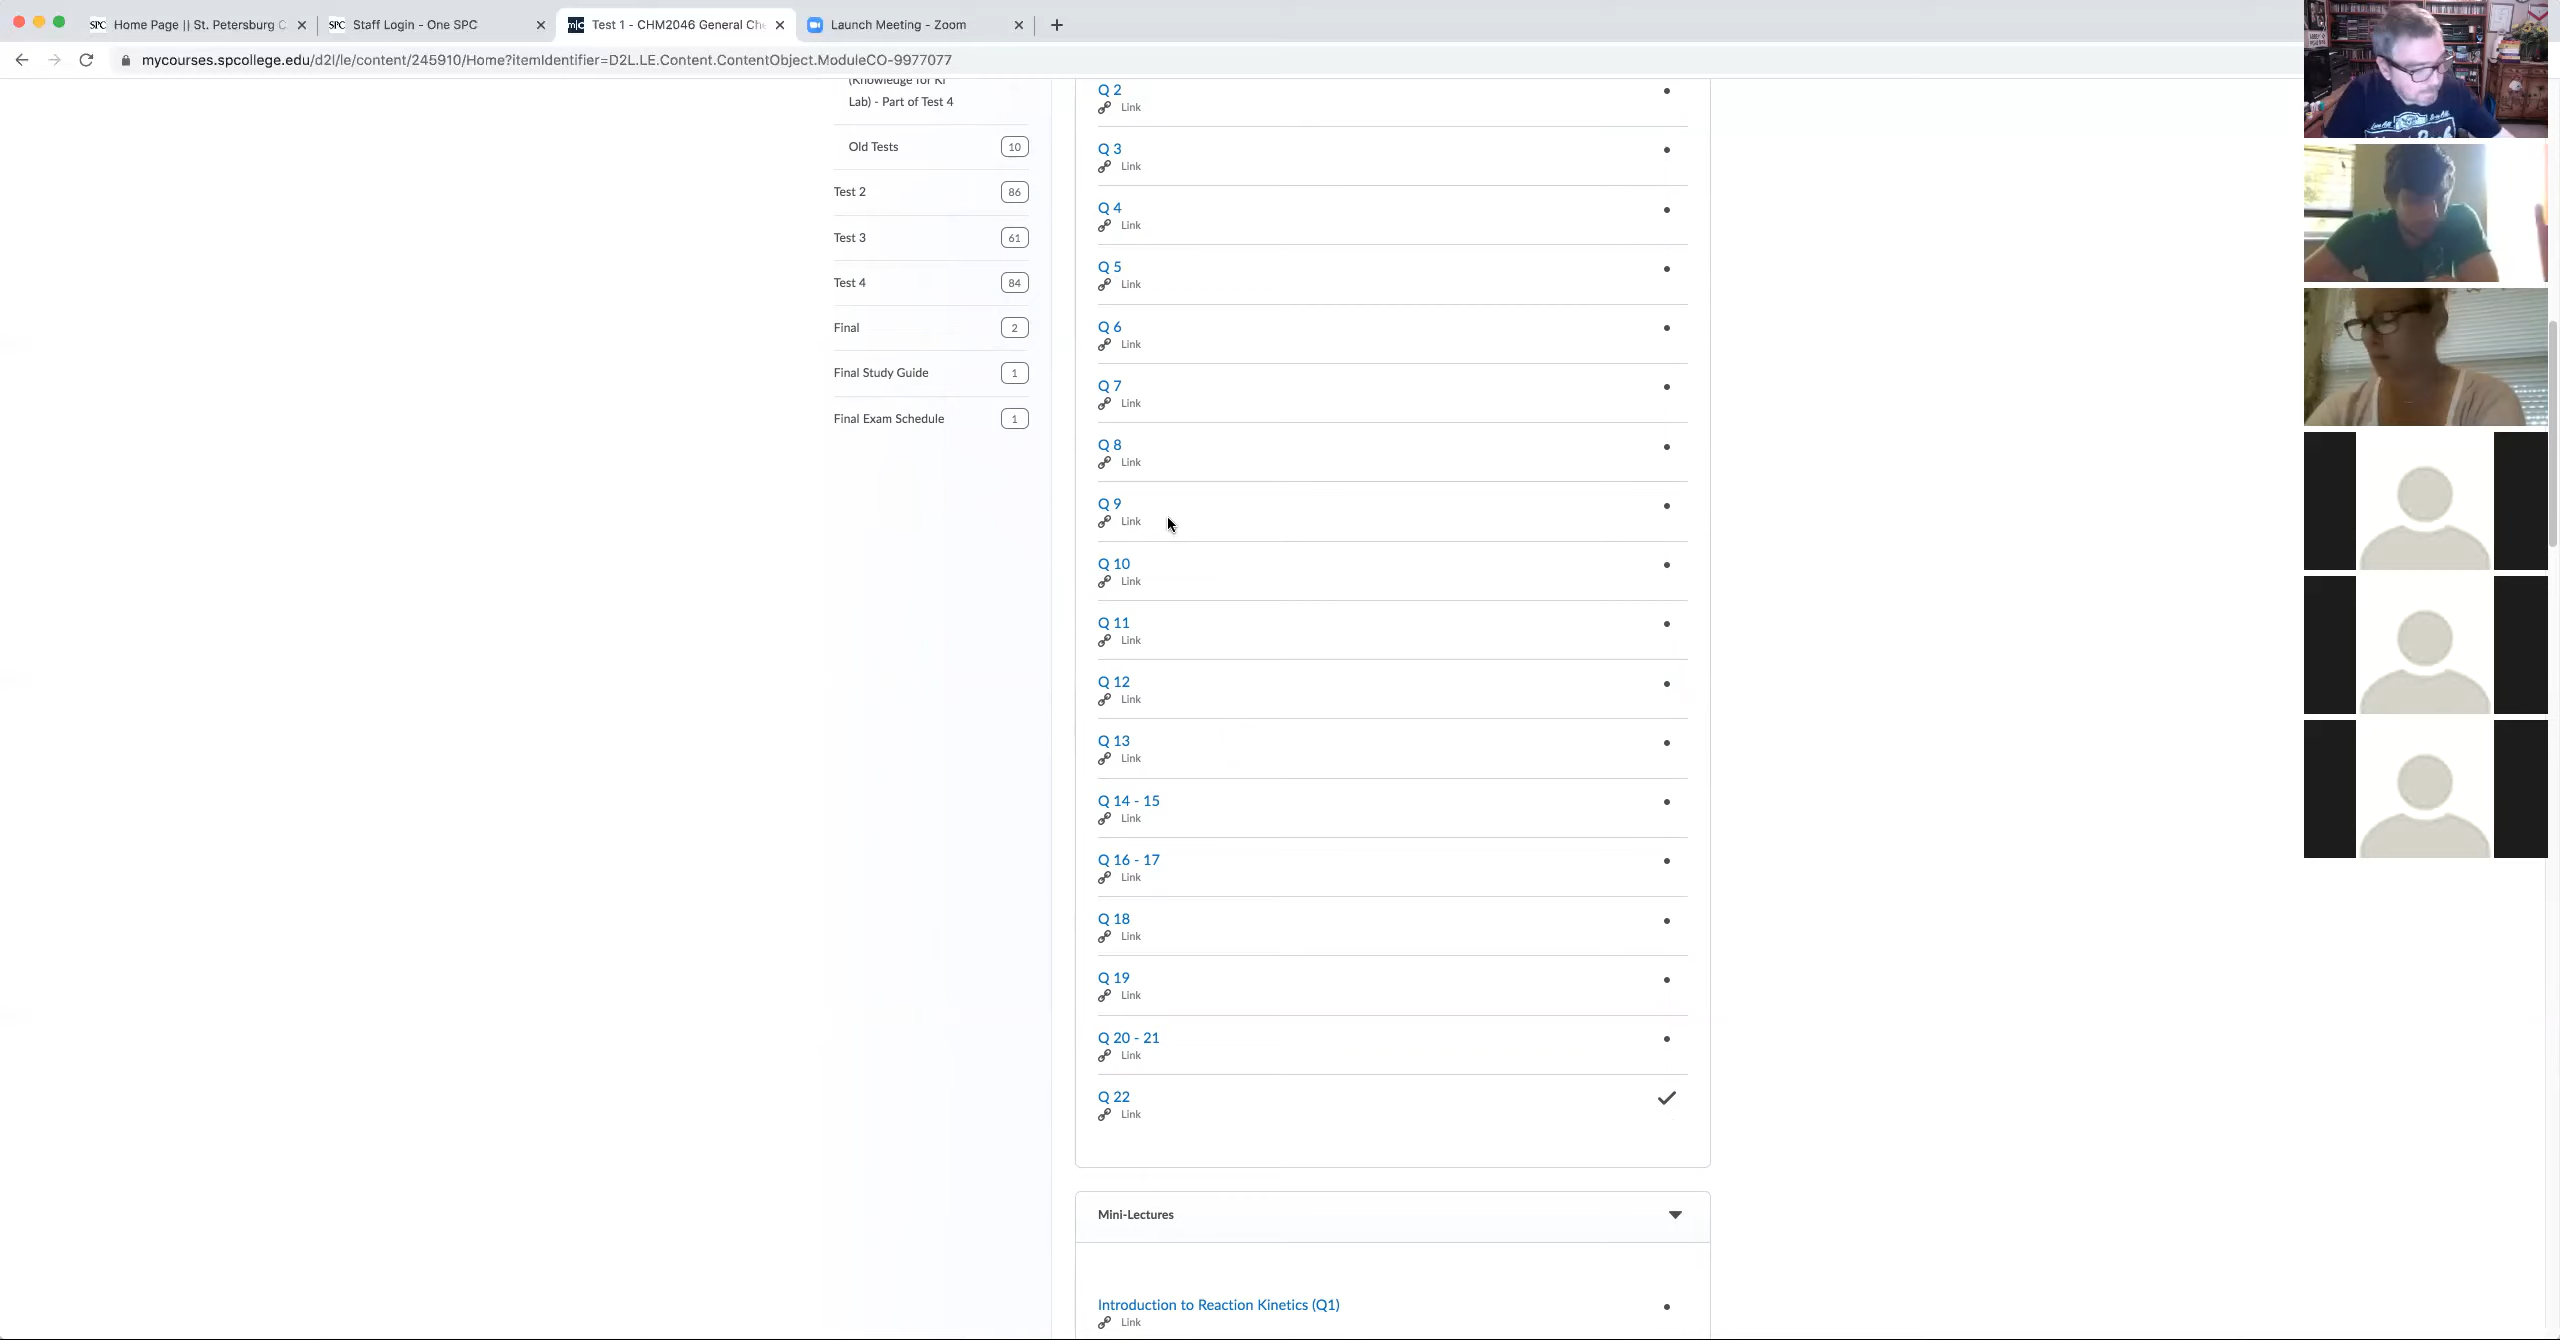 Home Page || St. Petersburg C
Staff Login - One SPC
Test 1 - CHM2046 General Che
Launch Meeting - Zoom
mycourses.spcollege.edu/d2l/le/content/245910/Home?itemIdentifier=D2L.LE.Content.ContentObject.ModuleCO-9977077
(Knowledge for KF
Lab) - Part of Test 4
Old Tests 10
Test 2 86
Test 3 61
Test 4 84
Final 2
Final Study Guide 1
Final Exam Schedule 1
Q 2
Link
Q 3
Link
Q 4
Link
Q 5
Link
Q 6
Link
Q 7
Link
Q 8
Link
Q 9
Link
Q 10
Link
Q 11
Link
Q 12
Link
Q 13
Link
Q 14 - 15
Link
Q 16 - 17
Link
Q 18
Link
Q 19
Link
Q 20 - 21
Link
Q 22
Link
Mini-Lectures
Introduction to Reaction Kinetics (Q1)
Link